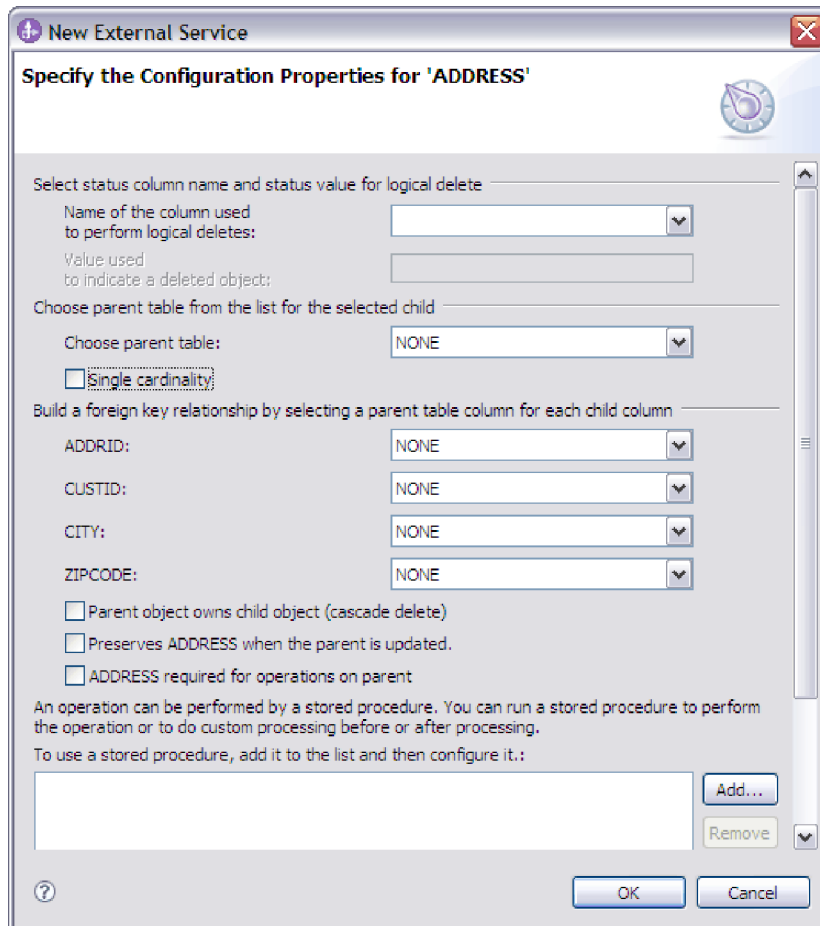 New External Service
Specify the Configuration Properties for 'ADDRESS'
Select status column name and status value for logical delete
Name of the column used
to perform logical deletes:
Value used
to indicate a deleted object:
Choose parent table from the list for the selected child
Choose parent table: NONE
Single cardinality
Build a foreign key relationship by selecting a parent table column for each child column
ADDRID: NONE
CUSTID: NONE
CITY: NONE
ZIPCODE: NONE
Parent object owns child object (cascade delete)
Preserves ADDRESS when the parent is updated.
ADDRESS required for operations on parent
An operation can be performed by a stored procedure. You can run a stored procedure to perform
the operation or to do custom processing before or after processing.
To use a stored procedure, add it to the list and then configure it.:
Add...
Remove
? OK Cancel